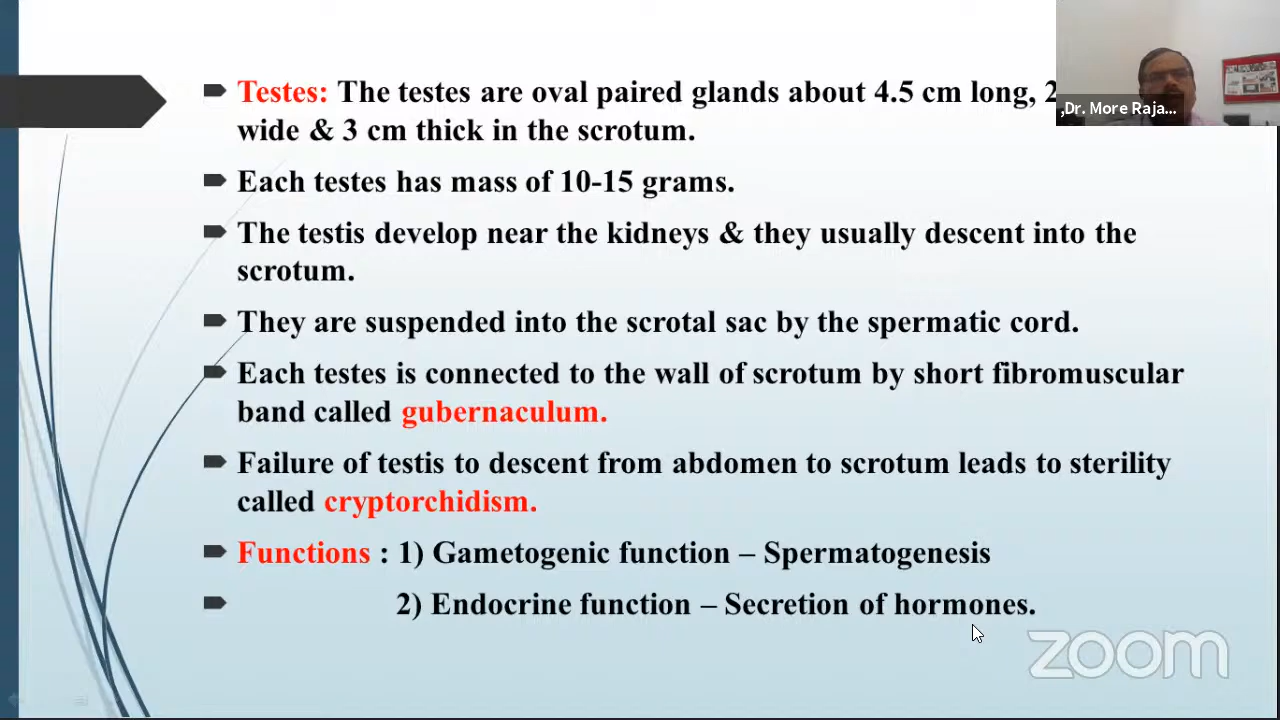 Testes: The testes are oval paired glands about 4.5 cm long, 2
wide & 3 cm thick in the scrotum.
Each testes has mass of 10-15 grams.
The testis develop near the kidneys & they usually descent into the
scrotum.
They are suspended into the scrotal sac by the spermatic cord.
Each testes is connected to the wall of scrotum by short fibromuscular
band called gubernaculum.
Failure of testis to descent from abdomen to scrotum leads to sterility
called cryptorchidism.
Functions : 1) Gametogenic function – Spermatogenesis
2) Endocrine function – Secretion of hormones.
,Dr. More Raja...
zoom